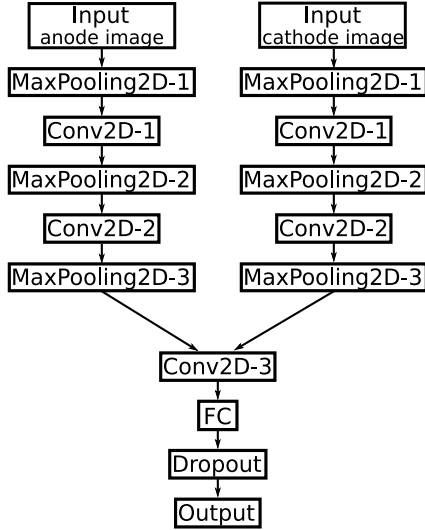 Input
anode image
MaxPooling2D-1
Conv2D-1
MaxPooling2D-2
Conv2D-2
MaxPooling2D-3
Input
cathode image
MaxPooling2D-1
Conv2D-1
MaxPooling2D-2
Conv2D-2
MaxPooling2D-3
Conv2D-3
FC
Dropout
Output